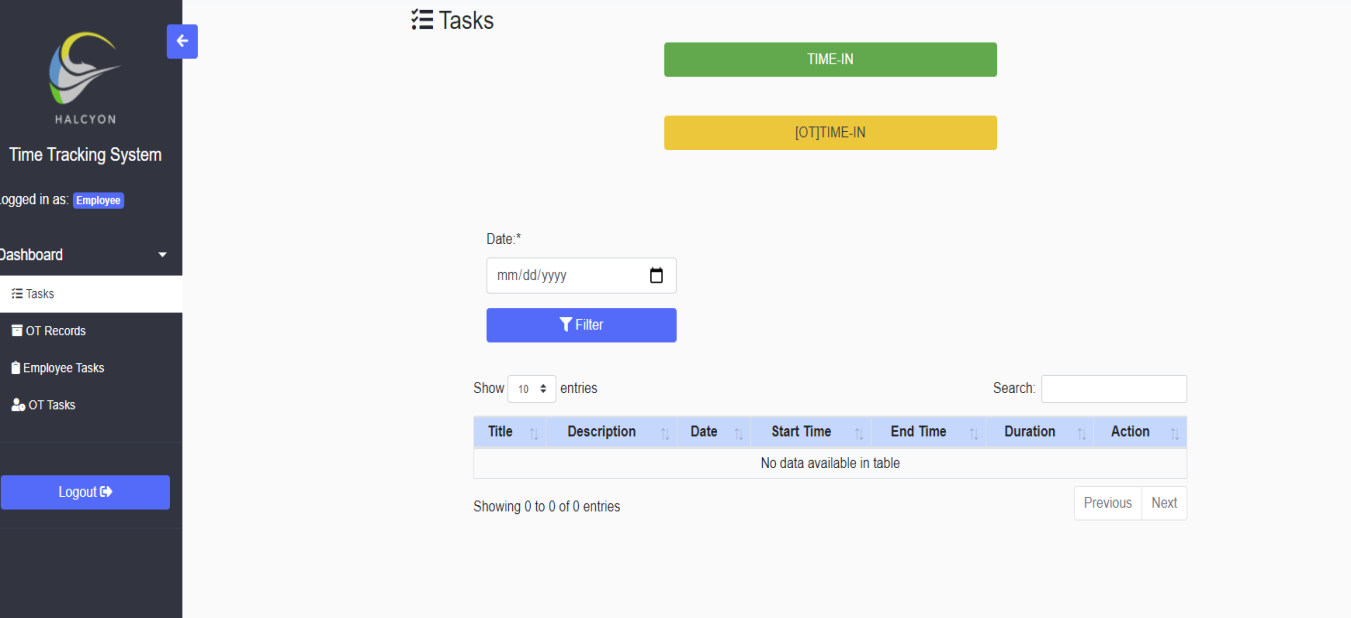 HALCYON
Time Tracking System
Logged in as: Employee
Dashboard
Tasks
OT Records
Employee Tasks
OT Tasks
Logout
Tasks
TIME-IN
[OT]TIME-IN
Date:*
mm/dd/yyyy
Filter
Show 10 entries
Search:
Title Description Date Start Time End Time Duration Action
No data available in table
Showing 0 to 0 of 0 entries
Previous Next